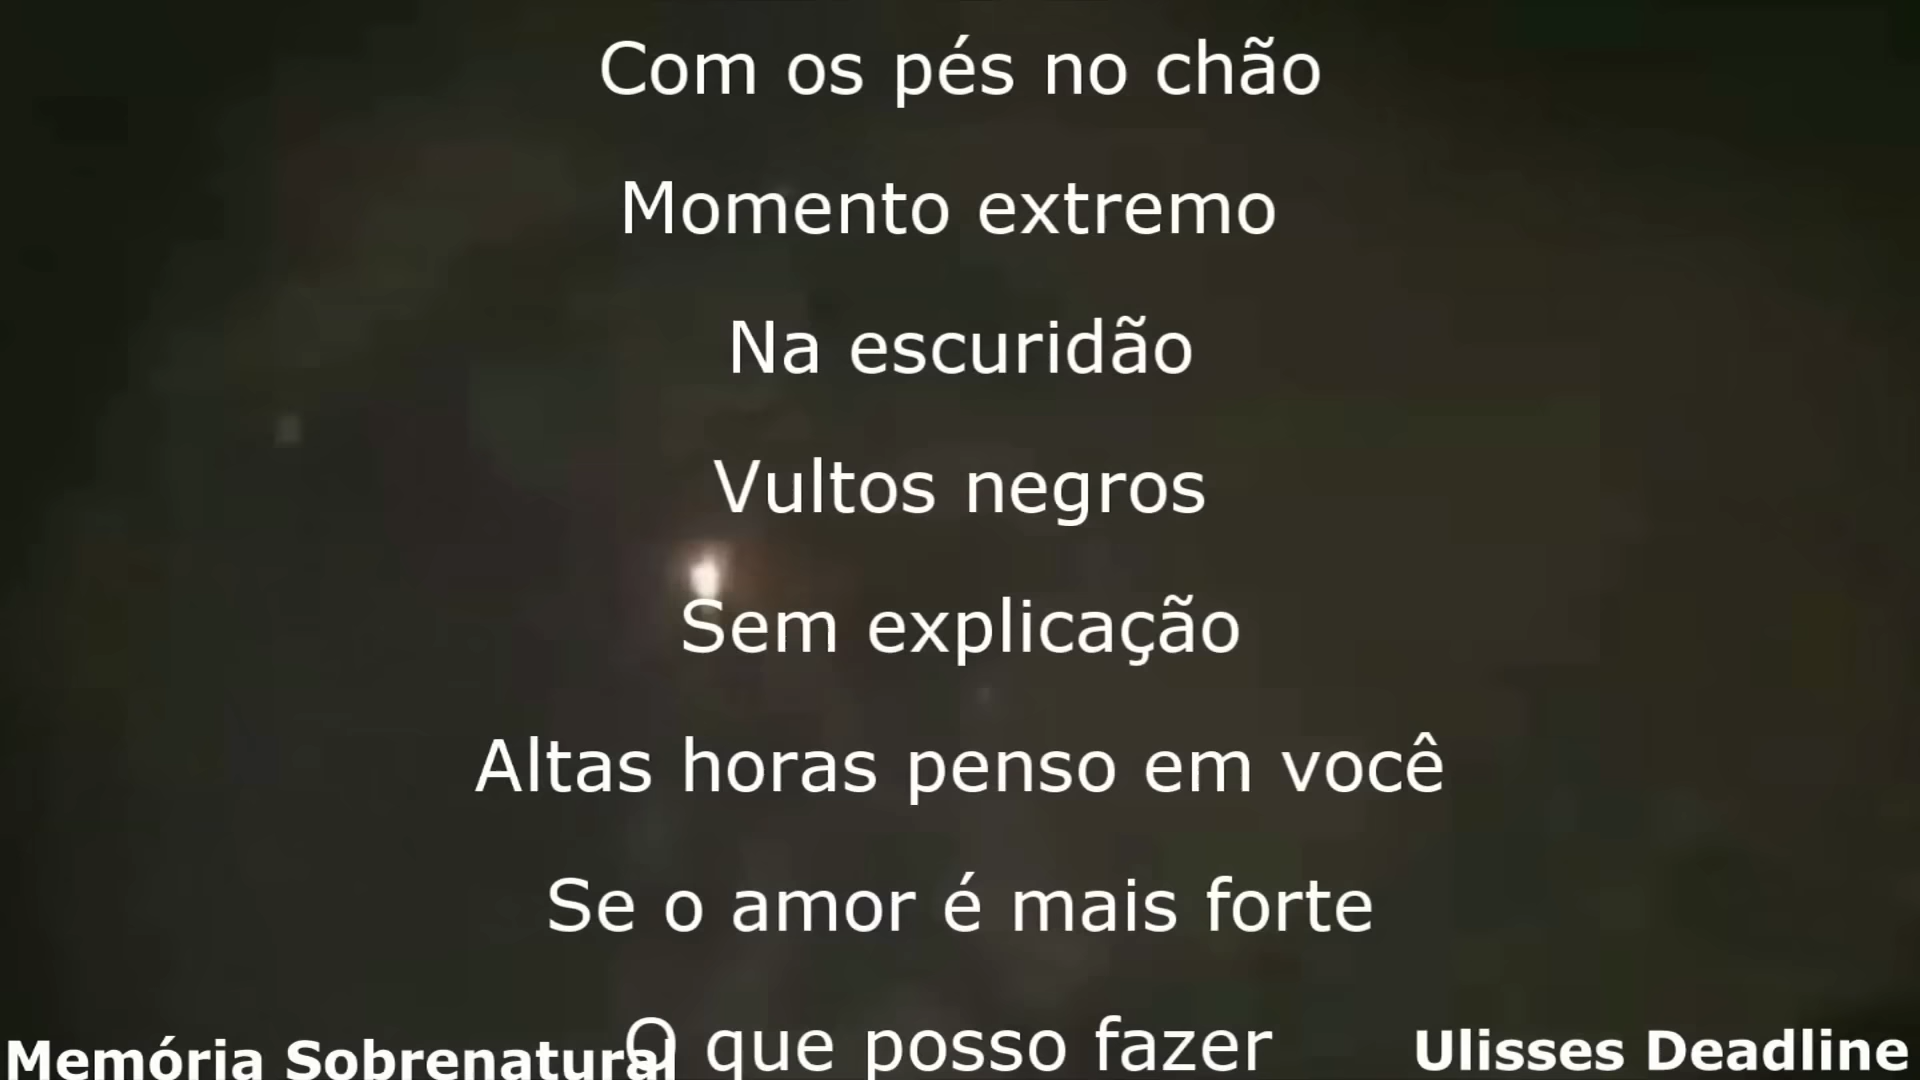 Com os pés no chão
Momento extremo
Na escuridão
Vultos negros
Sem explicação
Altas horas penso em você
Se o amor é mais forte
O que posso fazer
Memória Sobrenatural
Ulisses Deadline